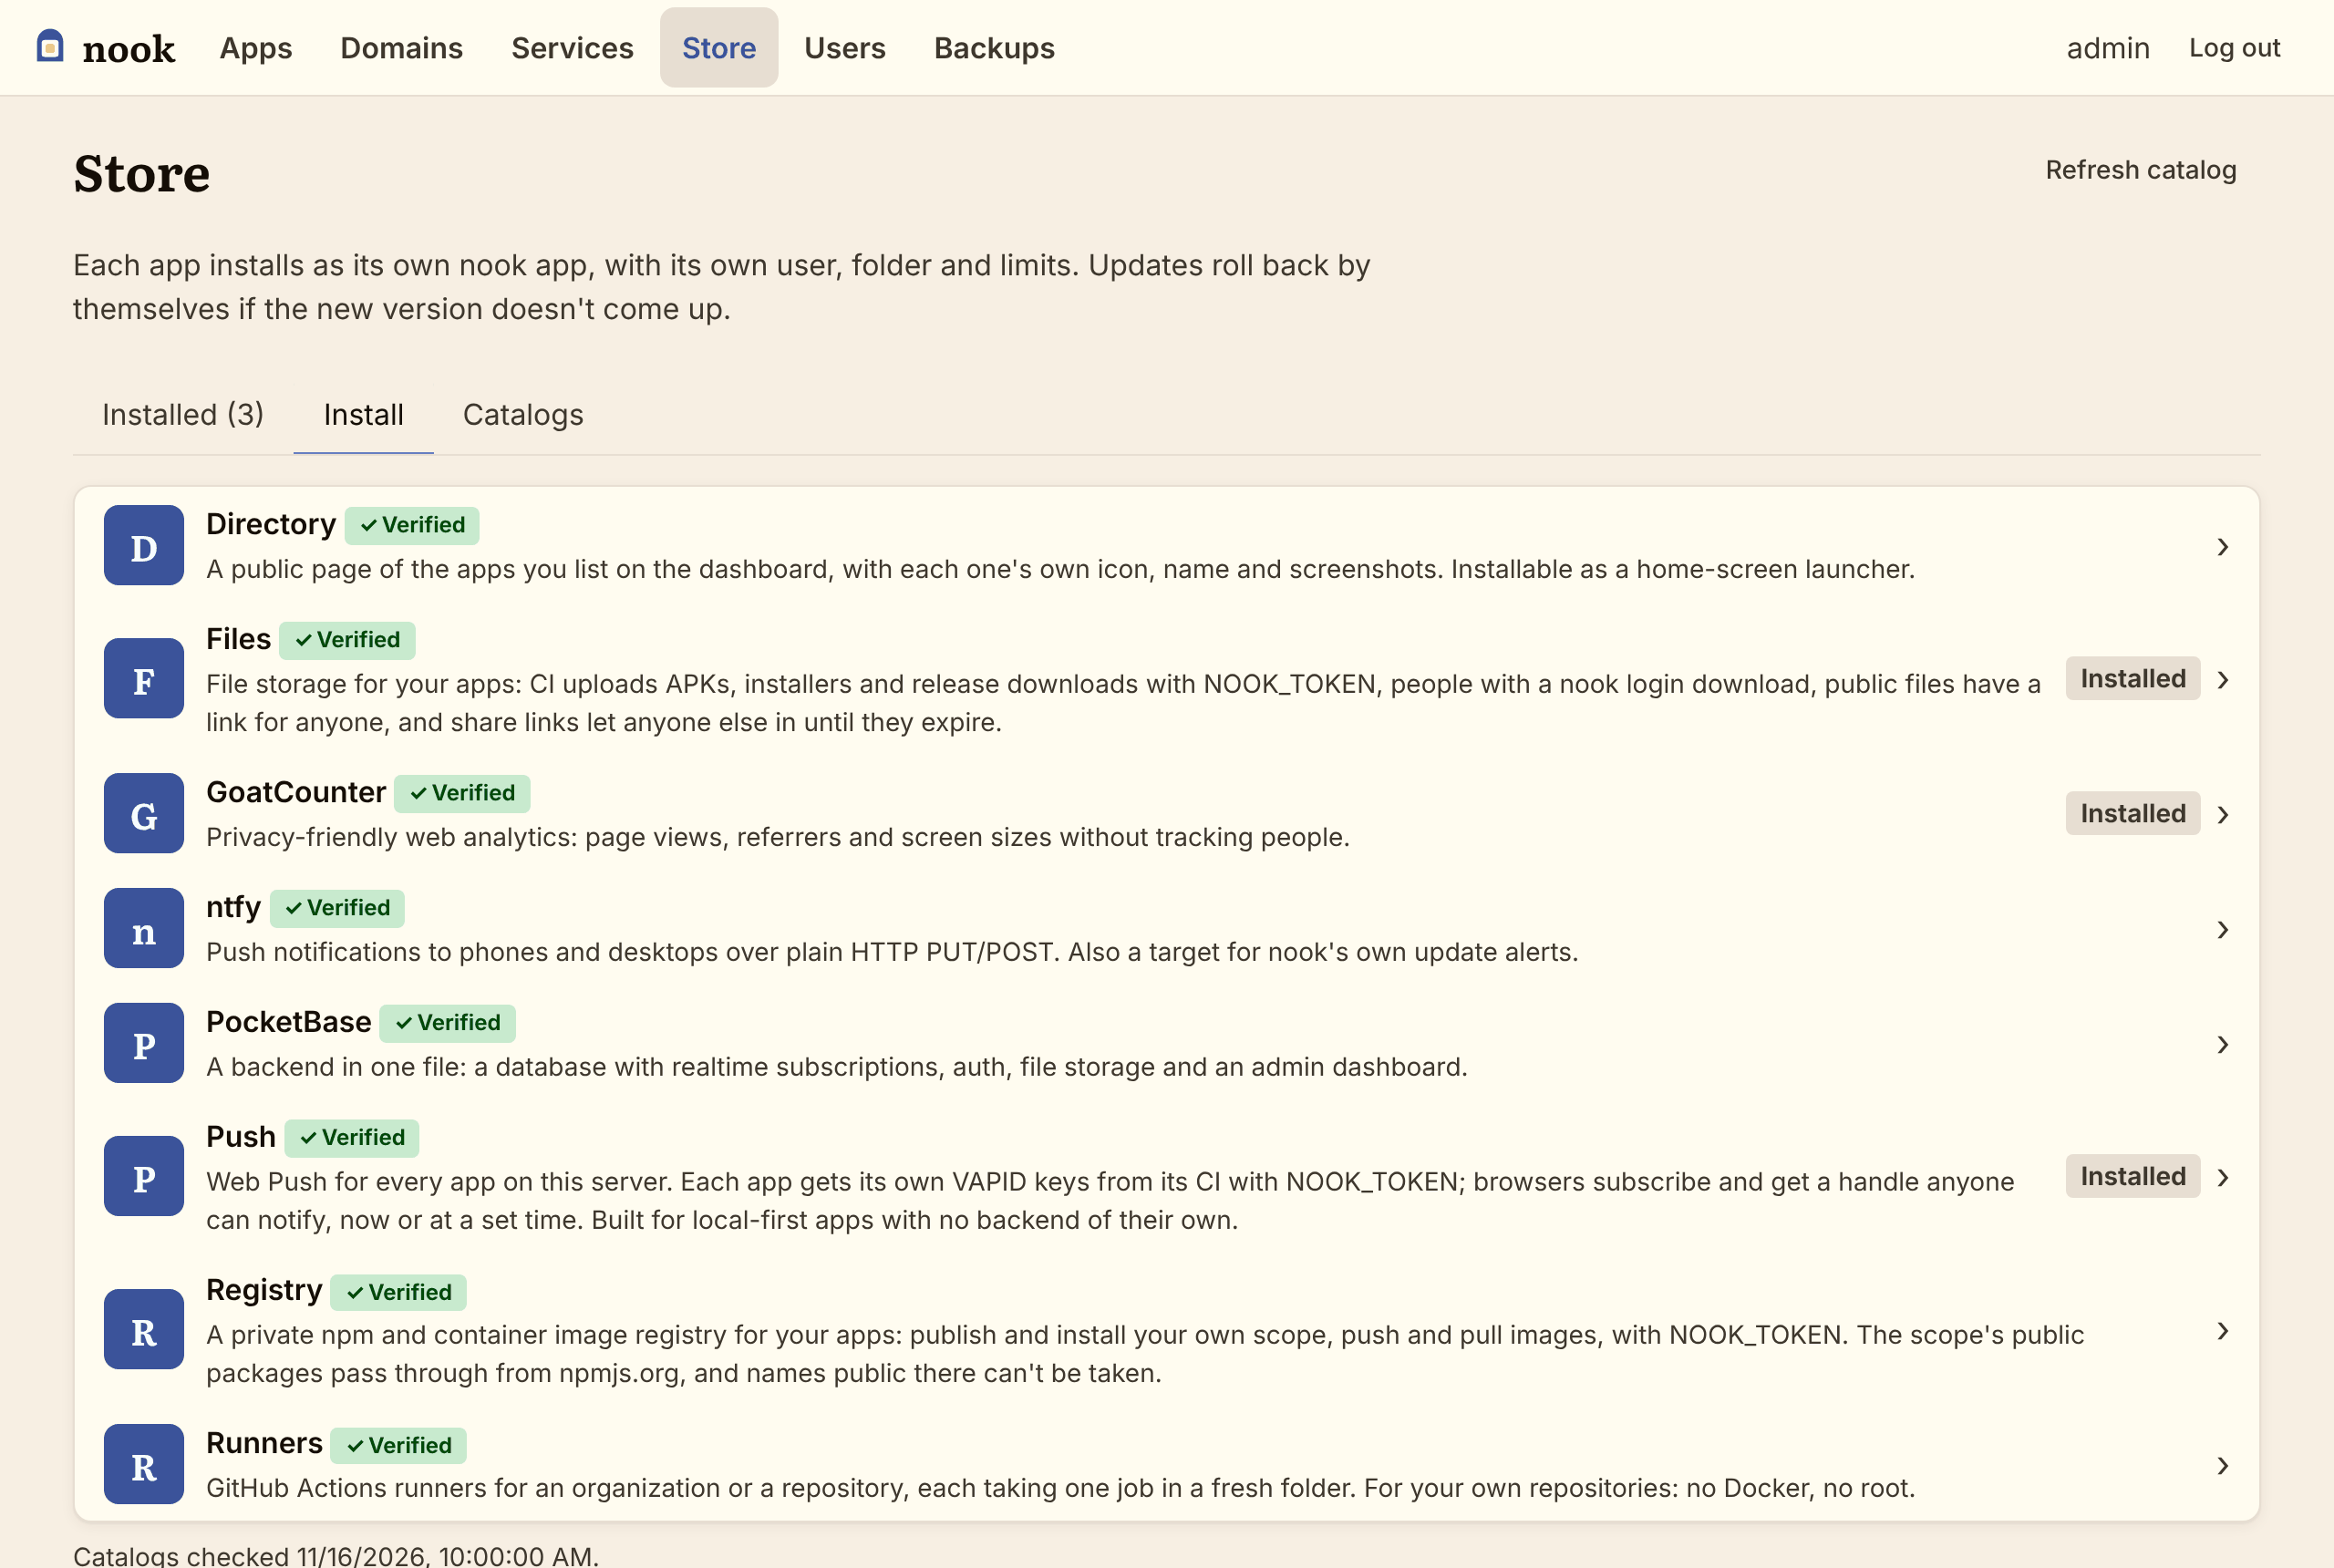 nook Apps Domains Services Store Users Backups admin Log out
Store
Refresh catalog
Each app installs as its own nook app, with its own user, folder and limits. Updates roll back by
themselves if the new version doesn't come up.
Installed (3) Install Catalogs
D
Directory ✓ Verified
A public page of the apps you list on the dashboard, with each one's own icon, name and screenshots. Installable as a home-screen launcher. ›
F
Files ✓ Verified
File storage for your apps: CI uploads APKs, installers and release downloads with NOOK_TOKEN, people with a nook login download, public files have a
link for anyone, and share links let anyone else in until they expire.
Installed ›
G
GoatCounter ✓ Verified
Privacy-friendly web analytics: page views, referrers and screen sizes without tracking people.
Installed ›
n
ntfy ✓ Verified
Push notifications to phones and desktops over plain HTTP PUT/POST. Also a target for nook's own update alerts. ›
P
PocketBase ✓ Verified
A backend in one file: a database with realtime subscriptions, auth, file storage and an admin dashboard. ›
P
Push ✓ Verified
Web Push for every app on this server. Each app gets its own VAPID keys from its CI with NOOK_TOKEN; browsers subscribe and get a handle anyone
can notify, now or at a set time. Built for local-first apps with no backend of their own.
Installed ›
R
Registry ✓ Verified
A private npm and container image registry for your apps: publish and install your own scope, push and pull images, with NOOK_TOKEN. The scope's public
packages pass through from npmjs.org, and names public there can't be taken. ›
R
Runners ✓ Verified
GitHub Actions runners for an organization or a repository, each taking one job in a fresh folder. For your own repositories: no Docker, no root. ›
Catalogs checked 11/16/2026, 10:00:00 AM.